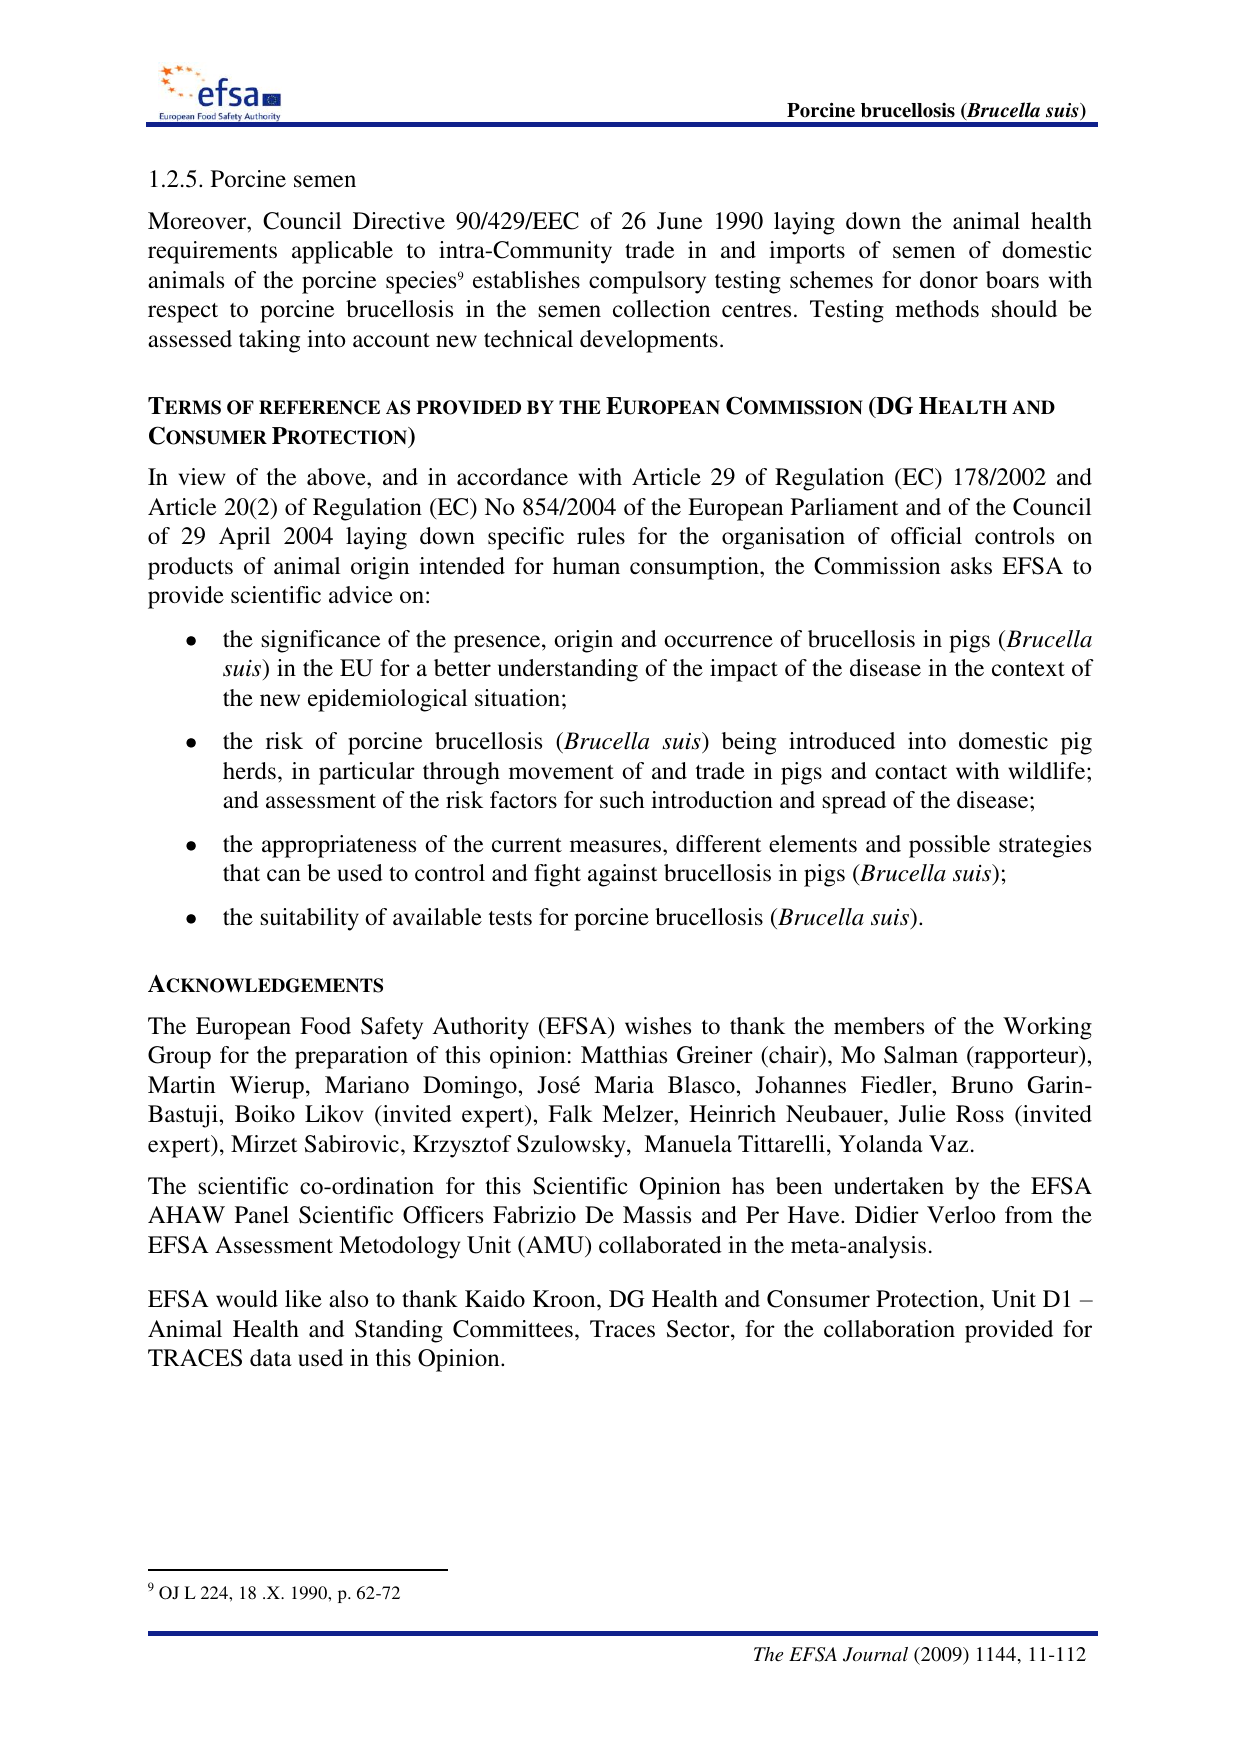 efsa
European Food Safety Authority
Porcine brucellosis (Brucella suis)
1.2.5. Porcine semen
Moreover, Council Directive 90/429/EEC of 26 June 1990 laying down the animal health
requirements applicable to intra-Community trade in and imports of semen of domestic
animals of the porcine species⁹ establishes compulsory testing schemes for donor boars with
respect to porcine brucellosis in the semen collection centres. Testing methods should be
assessed taking into account new technical developments.
TERMS OF REFERENCE AS PROVIDED BY THE EUROPEAN COMMISSION (DG HEALTH AND
CONSUMER PROTECTION)
In view of the above, and in accordance with Article 29 of Regulation (EC) 178/2002 and
Article 20(2) of Regulation (EC) No 854/2004 of the European Parliament and of the Council
of 29 April 2004 laying down specific rules for the organisation of official controls on
products of animal origin intended for human consumption, the Commission asks EFSA to
provide scientific advice on:
● the significance of the presence, origin and occurrence of brucellosis in pigs (Brucella
suis) in the EU for a better understanding of the impact of the disease in the context of
the new epidemiological situation;
● the risk of porcine brucellosis (Brucella suis) being introduced into domestic pig
herds, in particular through movement of and trade in pigs and contact with wildlife;
and assessment of the risk factors for such introduction and spread of the disease;
● the appropriateness of the current measures, different elements and possible strategies
that can be used to control and fight against brucellosis in pigs (Brucella suis);
● the suitability of available tests for porcine brucellosis (Brucella suis).
ACKNOWLEDGEMENTS
The European Food Safety Authority (EFSA) wishes to thank the members of the Working
Group for the preparation of this opinion: Matthias Greiner (chair), Mo Salman (rapporteur),
Martin Wierup, Mariano Domingo, José Maria Blasco, Johannes Fiedler, Bruno Garin-
Bastuji, Boiko Likov (invited expert), Falk Melzer, Heinrich Neubauer, Julie Ross (invited
expert), Mirzet Sabirovic, Krzysztof Szulowsky, Manuela Tittarelli, Yolanda Vaz.
The scientific co-ordination for this Scientific Opinion has been undertaken by the EFSA
AHAW Panel Scientific Officers Fabrizio De Massis and Per Have. Didier Verloo from the
EFSA Assessment Metodology Unit (AMU) collaborated in the meta-analysis.
EFSA would like also to thank Kaido Kroon, DG Health and Consumer Protection, Unit D1 –
Animal Health and Standing Committees, Traces Sector, for the collaboration provided for
TRACES data used in this Opinion.
⁹ OJ L 224, 18 .X. 1990, p. 62-72
The EFSA Journal (2009) 1144, 11-112